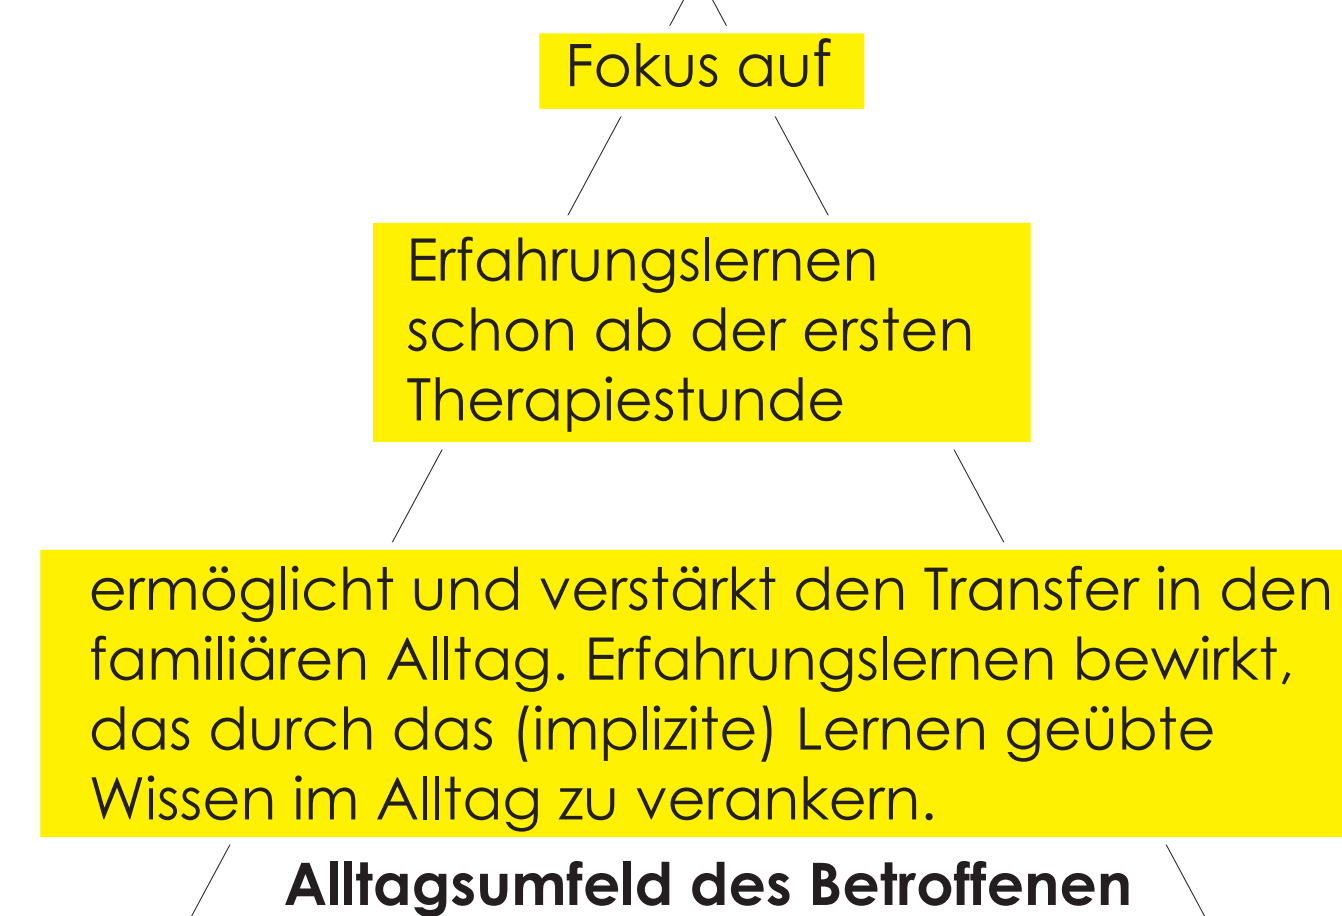 Fokus auf
Erfahrungslernen
schon ab der ersten
Therapiestunde
ermöglicht und verstärkt den Transfer in den
familiären Alltag. Erfahrungslernen bewirkt,
das durch das (implizite) Lernen geübte
Wissen im Alltag zu verankern.
Alltagsumfeld des Betroffenen